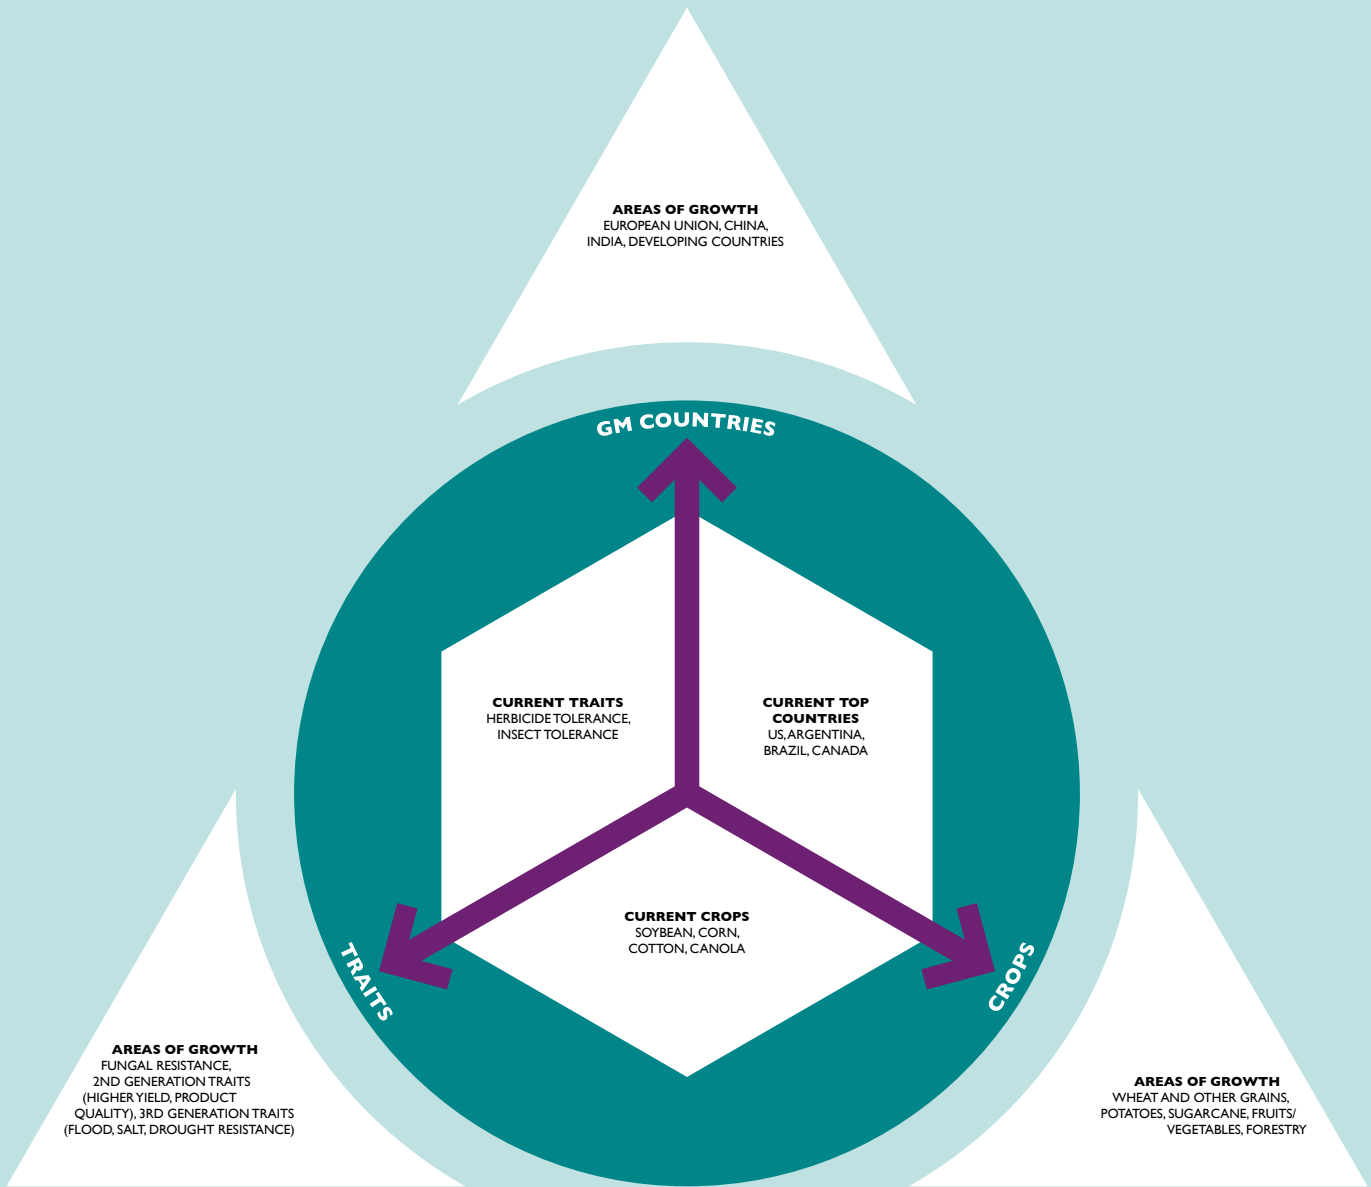 AREAS OF GROWTH
EUROPEAN UNION, CHINA,
INDIA, DEVELOPING COUNTRIES
GM COUNTRIES
CURRENT TRAITS
HERBICIDE TOLERANCE,
INSECT TOLERANCE
CURRENT TOP
COUNTRIES
US, ARGENTINA,
BRAZIL, CANADA
CURRENT CROPS
SOYBEAN, CORN,
COTTON, CANOLA
TRAITS
CROPS
AREAS OF GROWTH
FUNGAL RESISTANCE,
2ND GENERATION TRAITS
(HIGHER YIELD, PRODUCT
QUALITY), 3RD GENERATION TRAITS
(FLOOD, SALT, DROUGHT RESISTANCE)
AREAS OF GROWTH
WHEAT AND OTHER GRAINS,
POTATOES, SUGARCANE, FRUITS/
VEGETABLES, FORESTRY